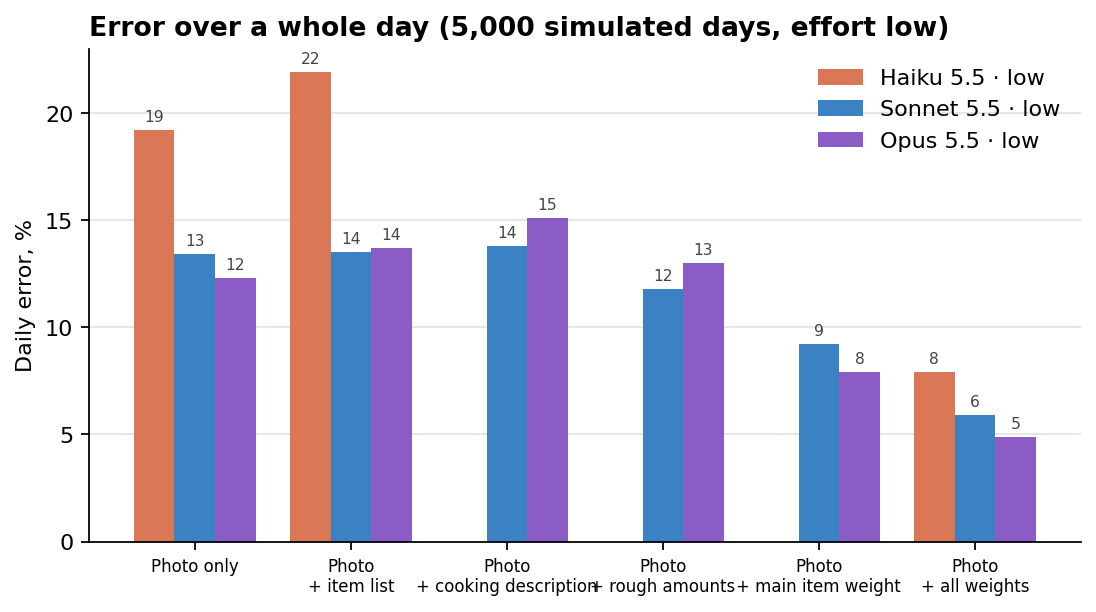 Error over a whole day (5,000 simulated days, effort low)
Haiku 5.5 · low
Sonnet 5.5 · low
Opus 5.5 · low
Daily error, %
20
15
10
5
0
19
13
12
22
14
14
14
15
12
13
9
8
8
6
5
Photo only
Photo
+ item list
Photo
+ cooking description
Photo
+ rough amounts
Photo
+ main item weight
Photo
+ all weights